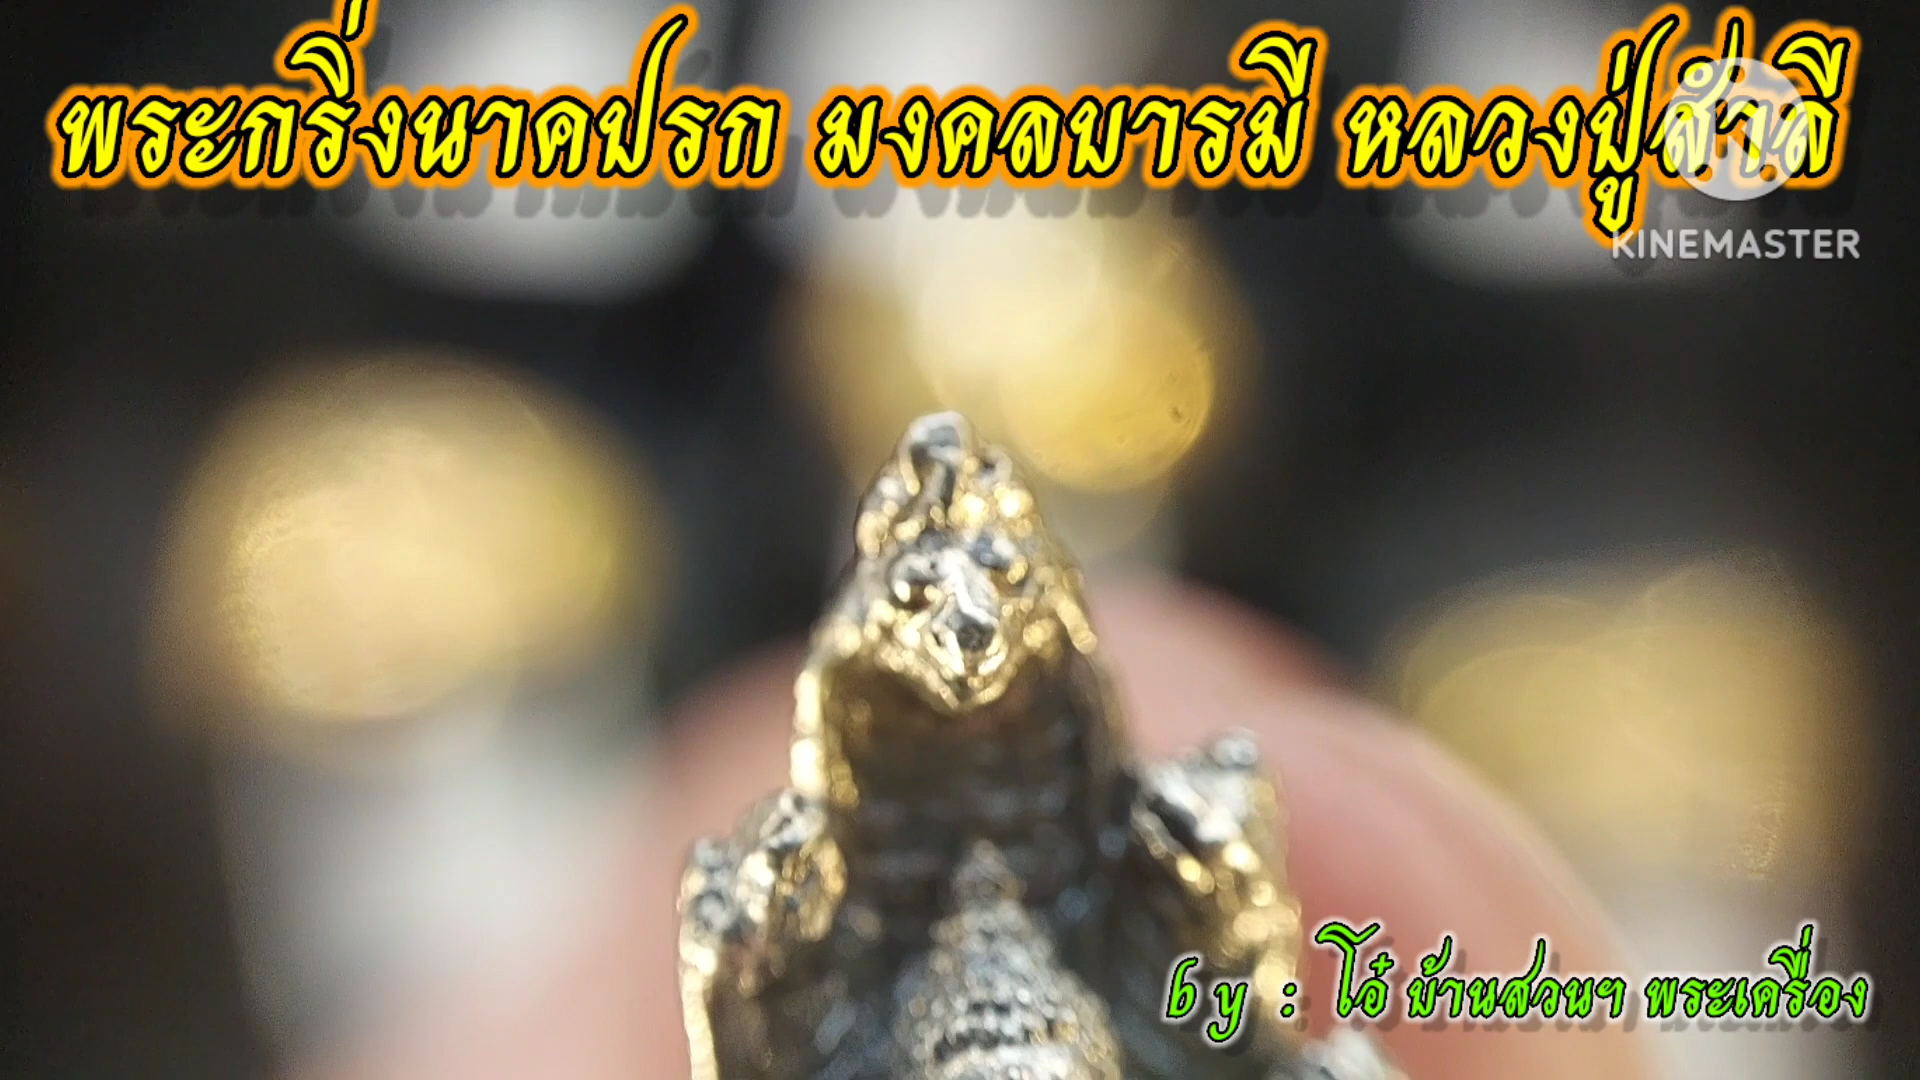 พระกริ่งนาคปรก มงคลบารมี หลวงปู่สำลี
KINEMASTER
by : โอ๋ บ้านสวนฯ พระเครื่อง